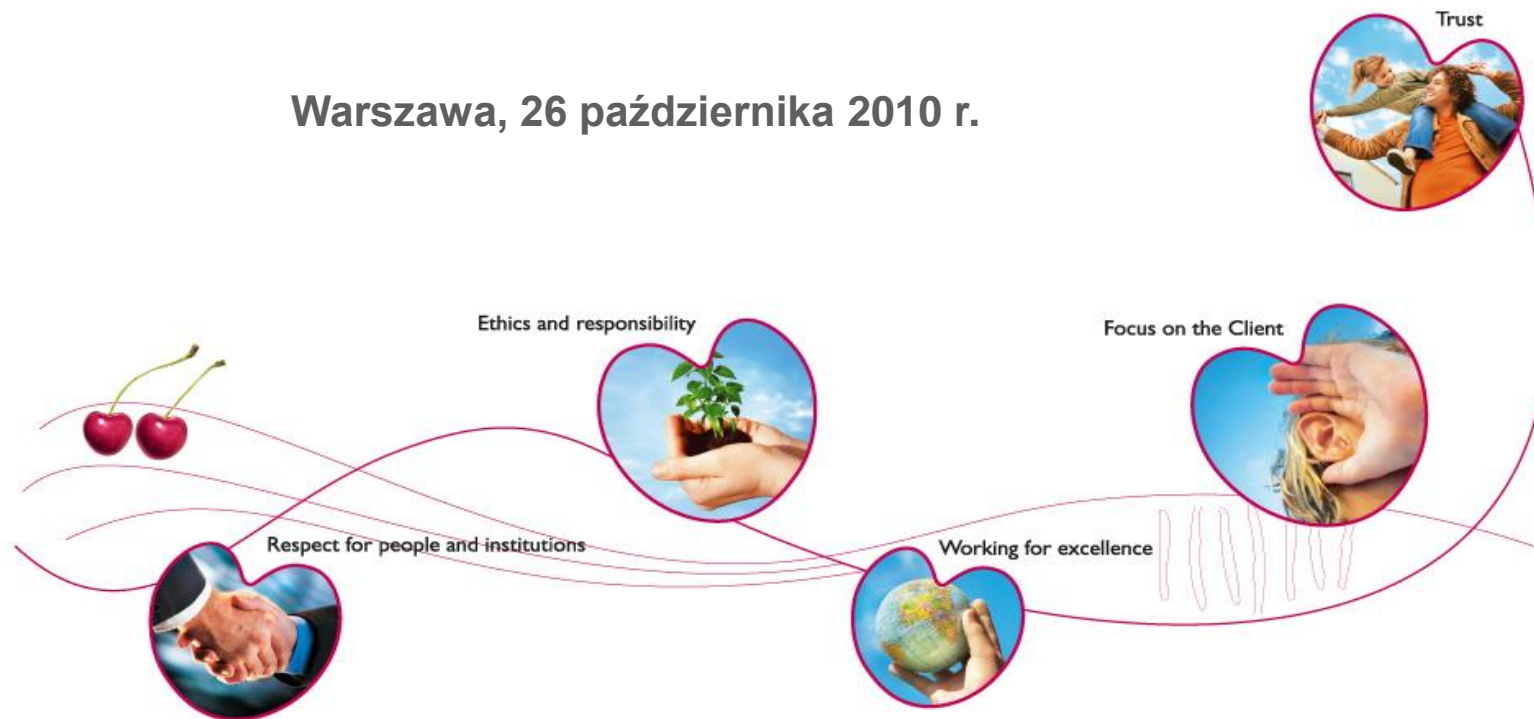 Trust
Warszawa, 26 października 2010 r.
Ethics and responsibility
Focus on the Client
Respect for people and institutions
Working for excellence